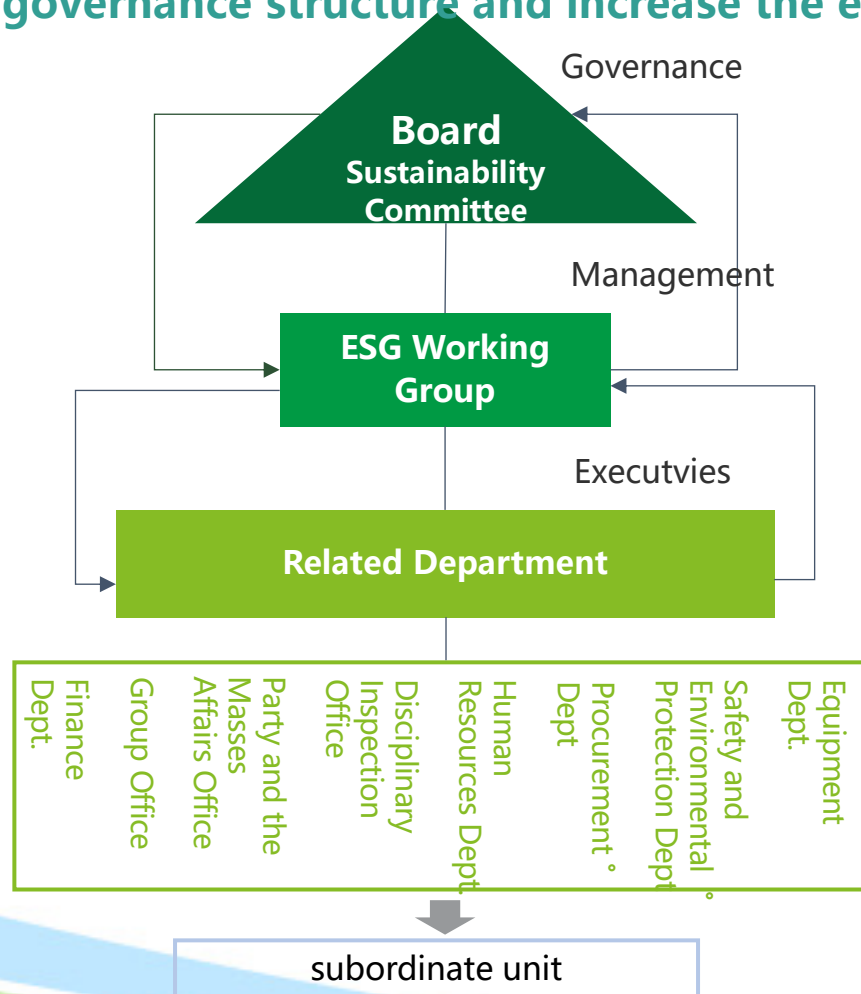 governance structure and increase the e
Governance
Board
Sustainability
Committee
Management
ESG Working
Group
Executvies
Related Department
Finance
Dept.
Group Office
Party and the
Masses
Affairs Office
Disciplinary
Inspection
Office
Human
Resources Dept.
Procurement 。
Dept
Safety and
Environmental 。
Protection Dept
Equipment
Dept.
subordinate unit